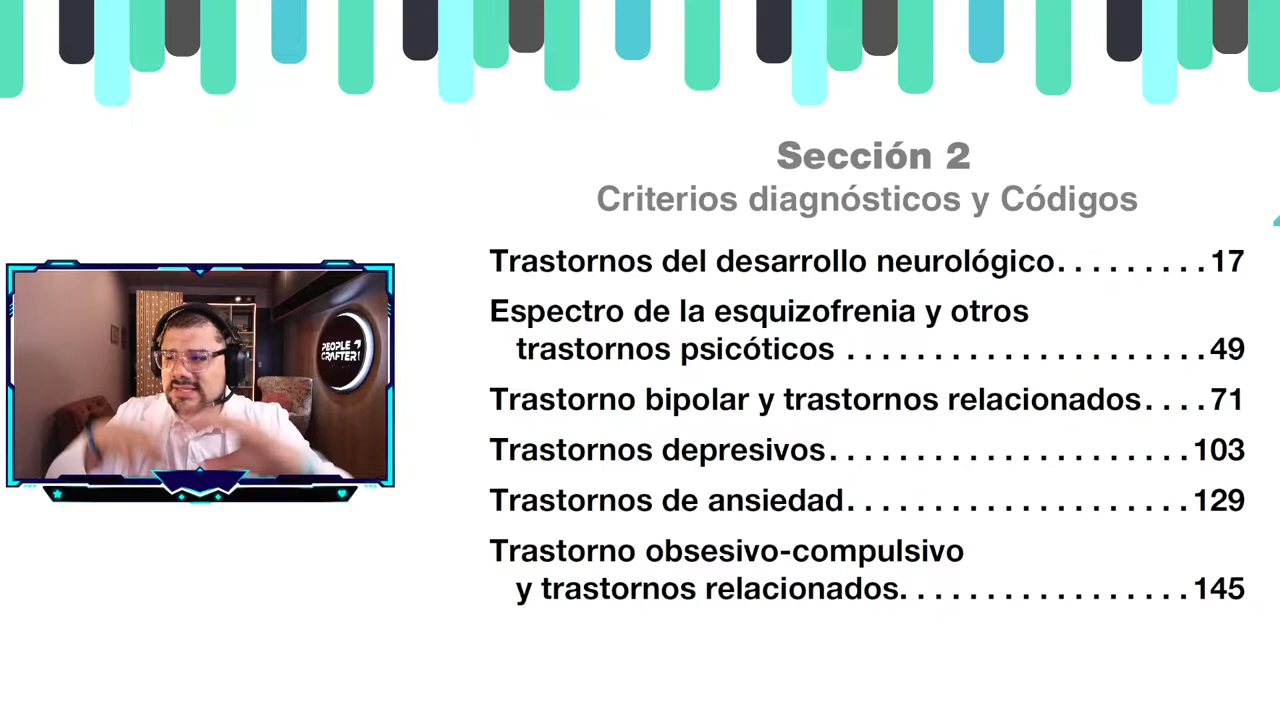 Sección 2
Criterios diagnósticos y Códigos
Trastornos del desarrollo neurológico. . . . . . . . . 17
Espectro de la esquizofrenia y otros
trastornos psicóticos . . . . . . . . . . . . . . . . . . . . . 49
Trastorno bipolar y trastornos relacionados. . . . 71
Trastornos depresivos. . . . . . . . . . . . . . . . . . . . 103
Trastornos de ansiedad. . . . . . . . . . . . . . . . . . . 129
Trastorno obsesivo-compulsivo
y trastornos relacionados. . . . . . . . . . . . . . . . 145
PEOPLE
CRAFTER